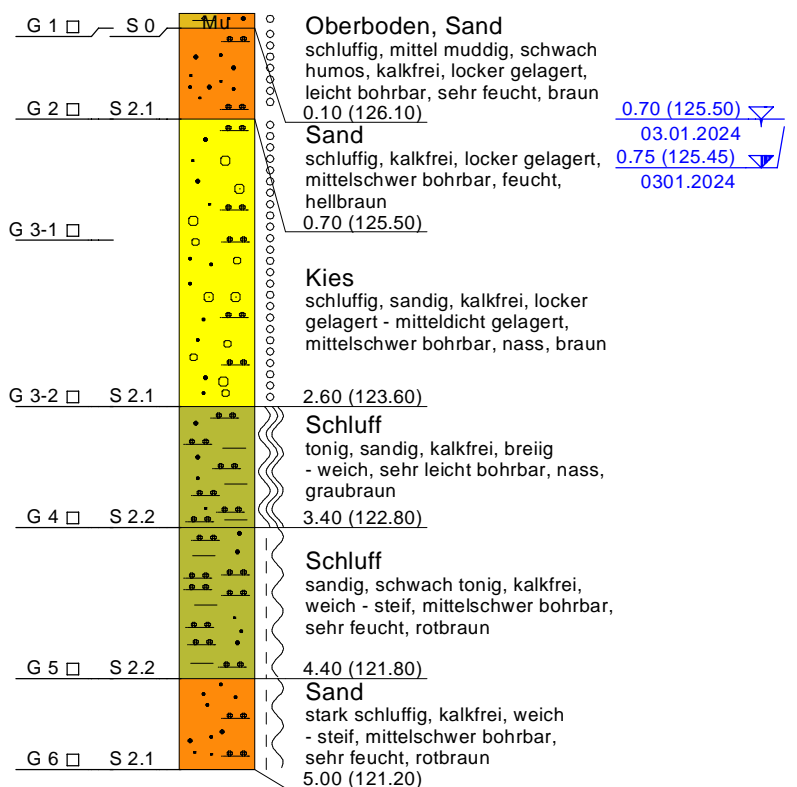 G 1 S 0 Mu
Oberboden, Sand
schluffig, mittel muddig, schwach
humos, kalkfrei, locker gelagert,
leicht bohrbar, sehr feucht, braun
0.10 (126.10)
G 2 S 2.1
0.70 (125.50)
03.01.2024
0.75 (125.45)
0301.2024
Sand
schluffig, kalkfrei, locker gelagert,
mittelschwer bohrbar, feucht,
hellbraun
0.70 (125.50)
G 3-1
Kies
schluffig, sandig, kalkfrei, locker
gelagert - mitteldicht gelagert,
mittelschwer bohrbar, nass, braun
G 3-2 S 2.1 2.60 (123.60)
Schluff
tonig, sandig, kalkfrei, breiig
- weich, sehr leicht bohrbar, nass,
graubraun
G 4 S 2.2 3.40 (122.80)
Schluff
sandig, schwach tonig, kalkfrei,
weich - steif, mittelschwer bohrbar,
sehr feucht, rotbraun
G 5 S 2.2 4.40 (121.80)
Sand
stark schluffig, kalkfrei, weich
- steif, mittelschwer bohrbar,
sehr feucht, rotbraun
G 6 S 2.1
5.00 (121.20)